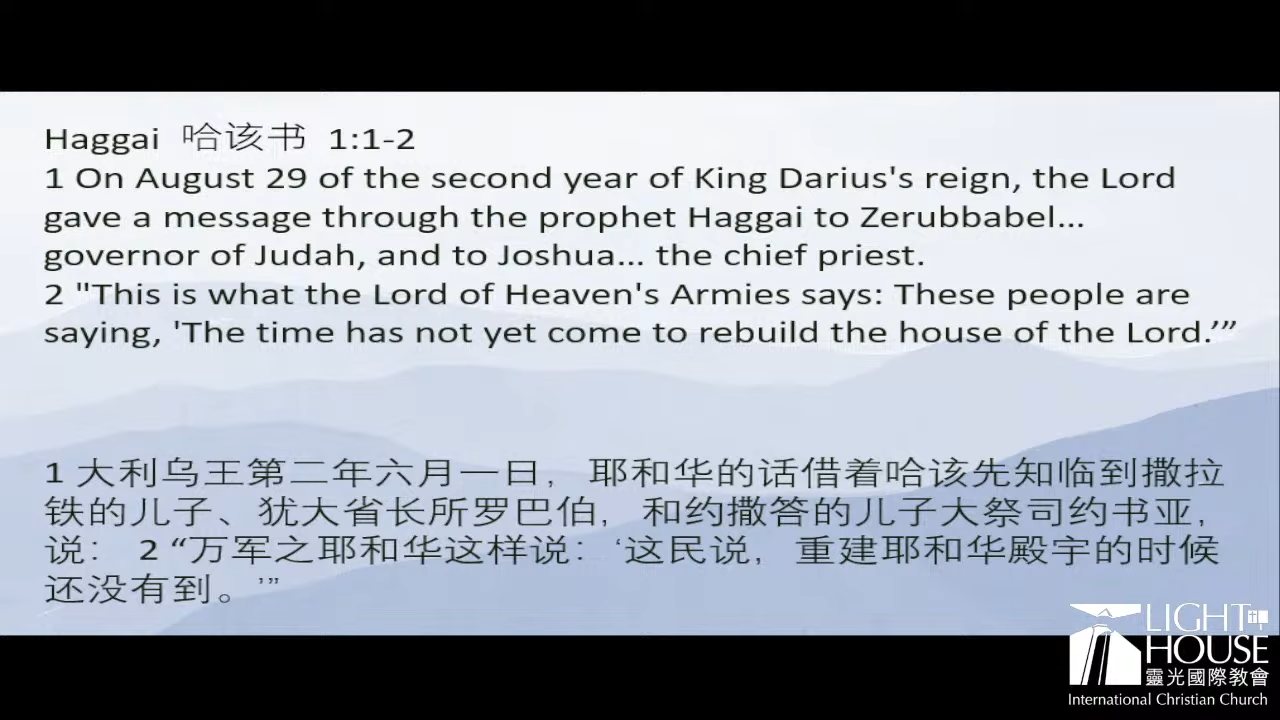 Haggai 哈该书 1:1-2
1 On August 29 of the second year of King Darius's reign, the Lord
gave a message through the prophet Haggai to Zerubbabel...
governor of Judah, and to Joshua... the chief priest.
2 "This is what the Lord of Heaven's Armies says: These people are
saying, 'The time has not yet come to rebuild the house of the Lord.’”
1 大利乌王第二年六月一日，耶和华的话借着哈该先知临到撒拉
铁的儿子、犹大省长所罗巴伯，和约撒答的儿子大祭司约书亚，
说： 2 “万军之耶和华这样说：‘这民说，重建耶和华殿宇的时候
还没有到。’”
LIGHT
HOUSE
靈光國際教會
International Christian Church